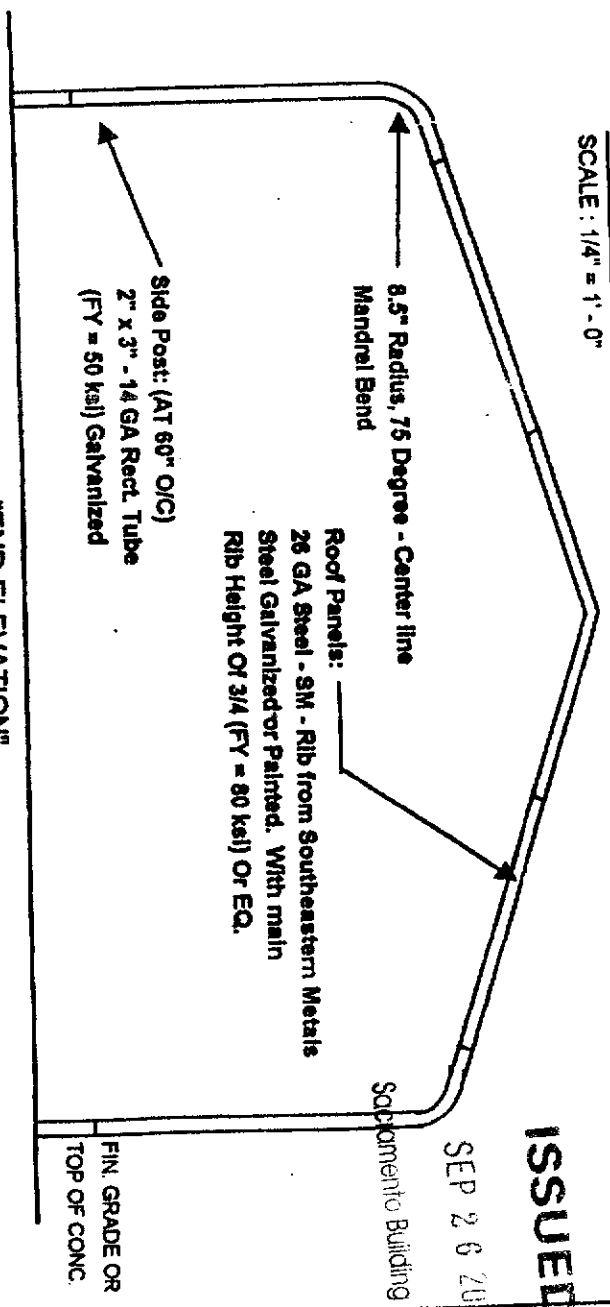 SCALE : 1/4" = 1' - 0"
ISSUED
SEP 2 6 20
Sacramento Building
8.5" Radius, 75 Degree - Center line
Mandrel Bend
Roof Panels:
26 GA Steel - SM - Rib from Southeastern Metals
Steel Galvanized or Painted. With main
Rib Height Of 3/4 (FY = 80 ksi) Or EQ.
Side Post: (AT 60" O/C)
2" x 3" - 14 GA Rect. Tube
(FY = 50 ksi) Galvanized
FIN. GRADE OR
TOP OF CONC.
"END ELEVATION"